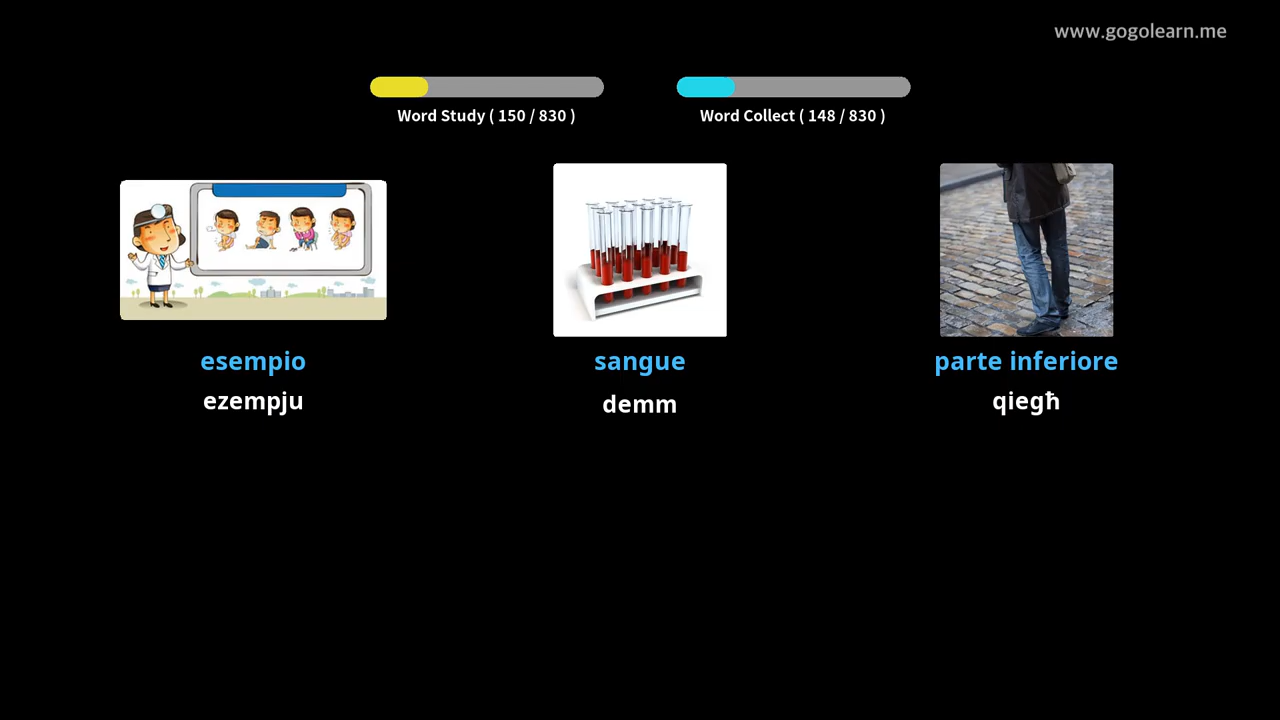 www.gogolearn.me
Word Study ( 150 / 830 )
Word Collect ( 148 / 830 )
esempio
ezempju
sangue
demm
parte inferiore
qiegħ